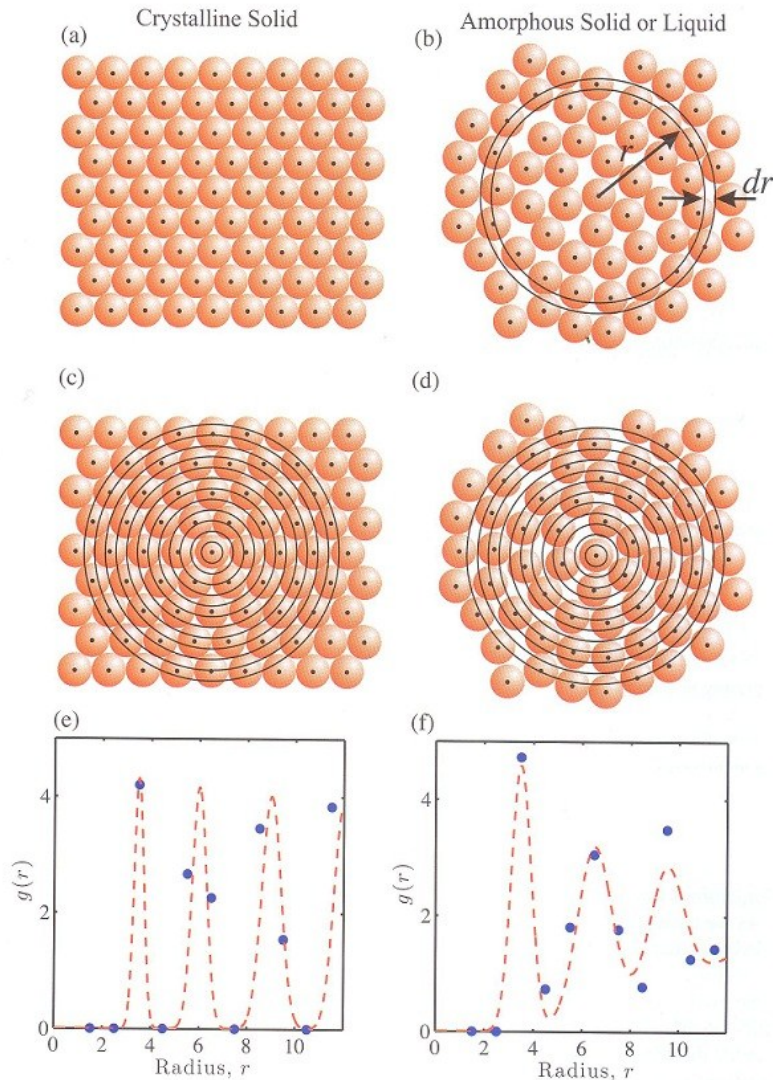 Crystalline Solid
Amorphous Solid or Liquid
(a)
(b)
r
dr
(c)
(d)
(e)
(f)
4
2
0
g(r)
0 2 4 6 8 10
Radius, r
4
2
0
g(r)
0 2 4 6 8 10
Radius, r